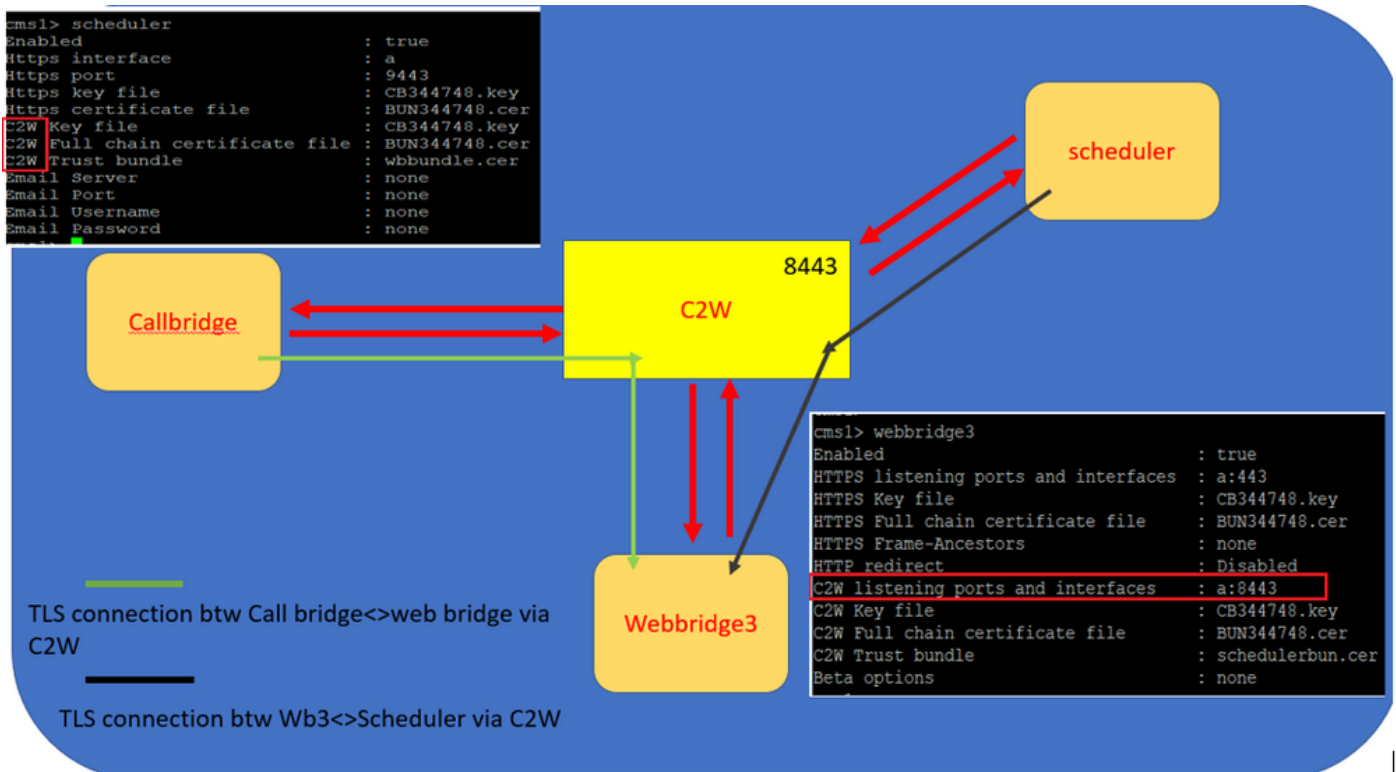 cms1> scheduler
Enabled : true
Https interface : a
Https port : 9443
Https key file : CB344748.key
Https certificate file : BUN344748.cer
C2W Key file : CB344748.key
C2W Full chain certificate file : BUN344748.cer
C2W Trust bundle : wbbundle.cer
Email Server : none
Email Port : none
Email Username : none
Email Password : none
scheduler
8443
C2W
Callbridge
Webbridge3
cms1> webbridge3
Enabled : true
HTTPS listening ports and interfaces : a:443
HTTPS Key file : CB344748.key
HTTPS Full chain certificate file : BUN344748.cer
HTTPS Frame-Ancestors : none
HTTP redirect : Disabled
C2W listening ports and interfaces : a:8443
C2W Key file : CB344748.key
C2W Full chain certificate file : BUN344748.cer
C2W Trust bundle : schedulerbun.cer
Beta options : none
TLS connection btw Call bridge<>web bridge via
C2W
TLS connection btw Wb3<>Scheduler via C2W